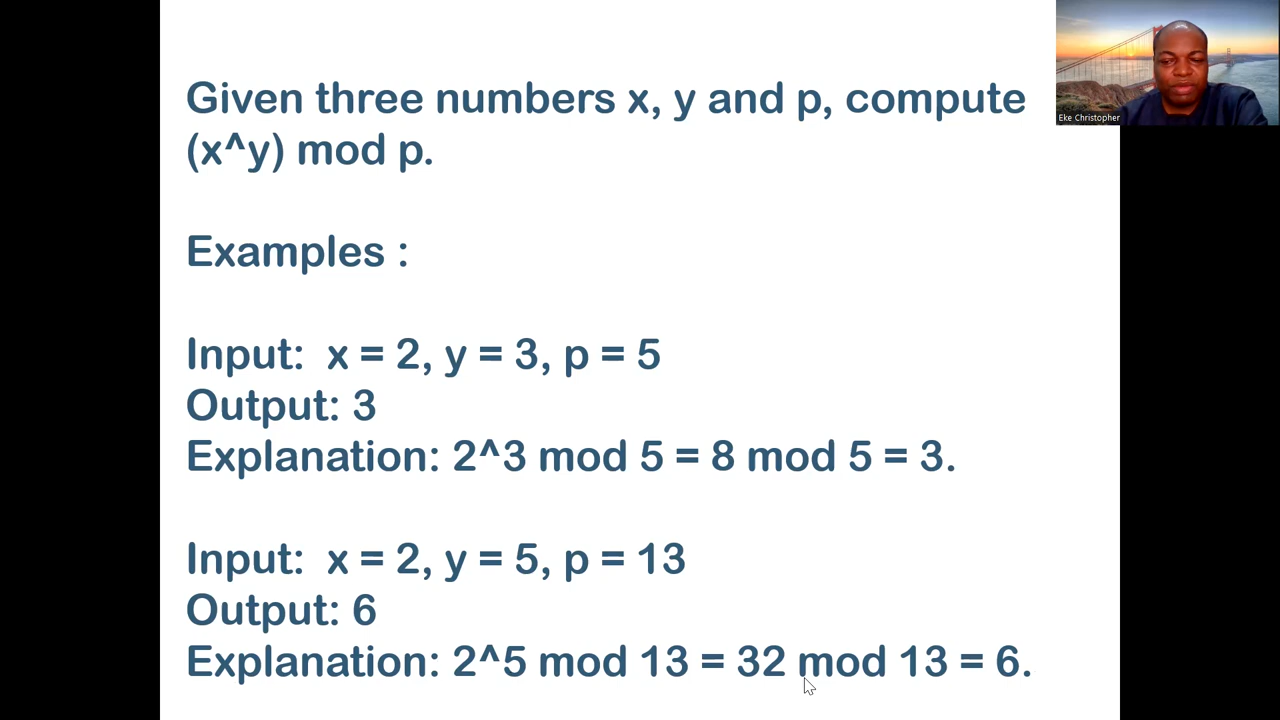 Given three numbers x, y and p, compute
(x^y) mod p.
Examples :
Input:  x = 2, y = 3, p = 5
Output: 3
Explanation: 2^3 mod 5 = 8 mod 5 = 3.
Input:  x = 2, y = 5, p = 13
Output: 6
Explanation: 2^5 mod 13 = 32 mod 13 = 6.
Eke Christopher